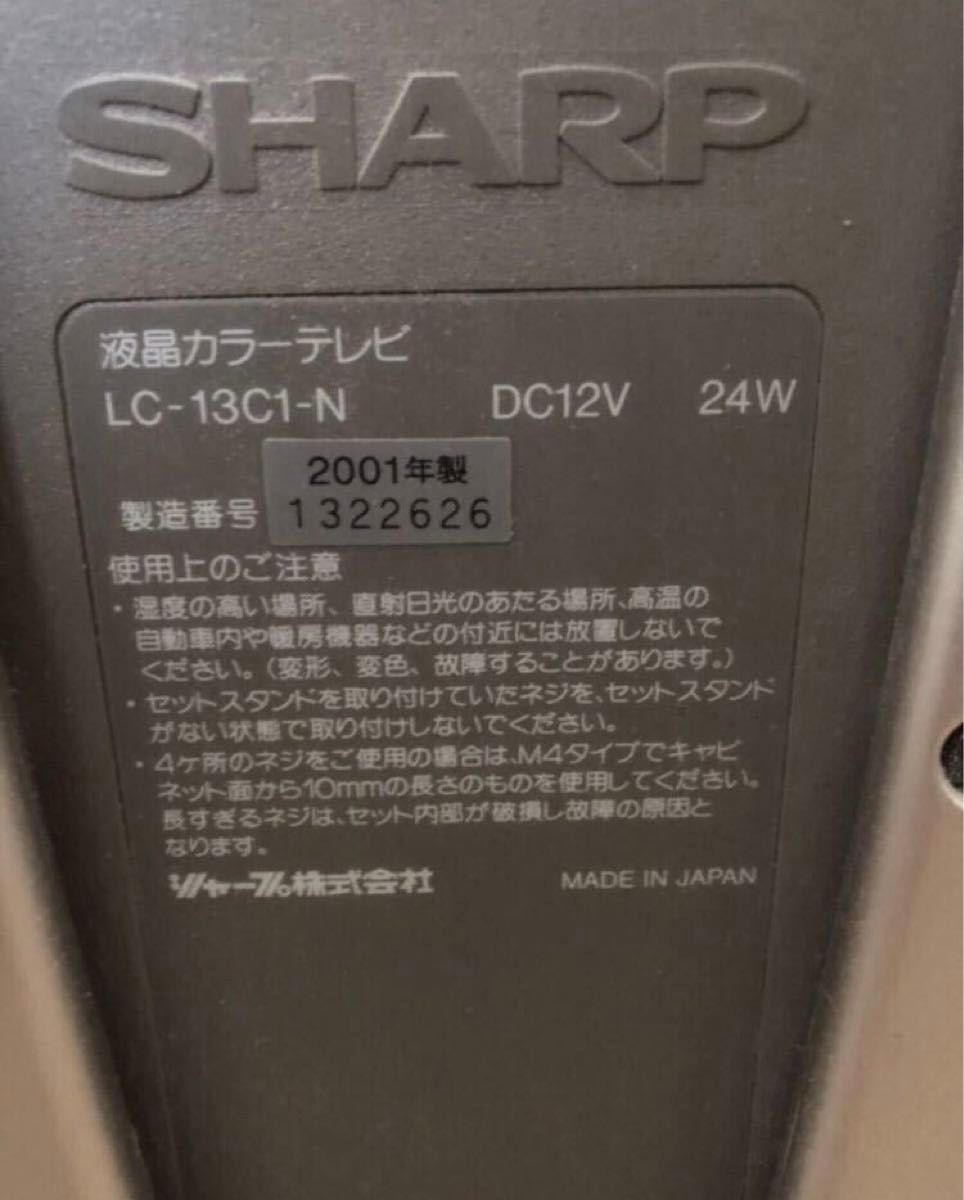 SHARP
液晶カラーテレビ
LC-13C1-N DC12V 24W
2001年製
製造番号 1322626
使用上のご注意
・湿度の高い場所、直射日光のあたる場所、高温の
自動車内や暖房機器などの付近には放置しないで
ください。(変形、変色、故障することがあります。)
・セットスタンドを取り付けていたネジを、セットスタンド
がない状態で取り付けしないでください。
・4ヶ所のネジをご使用の場合は、M4タイプでキャビ
ネット面から10mmの長さのものを使用してください。
長すぎるネジは、セット内部が破損し故障の原因と
なります。
シャープ株式会社 MADE IN JAPAN